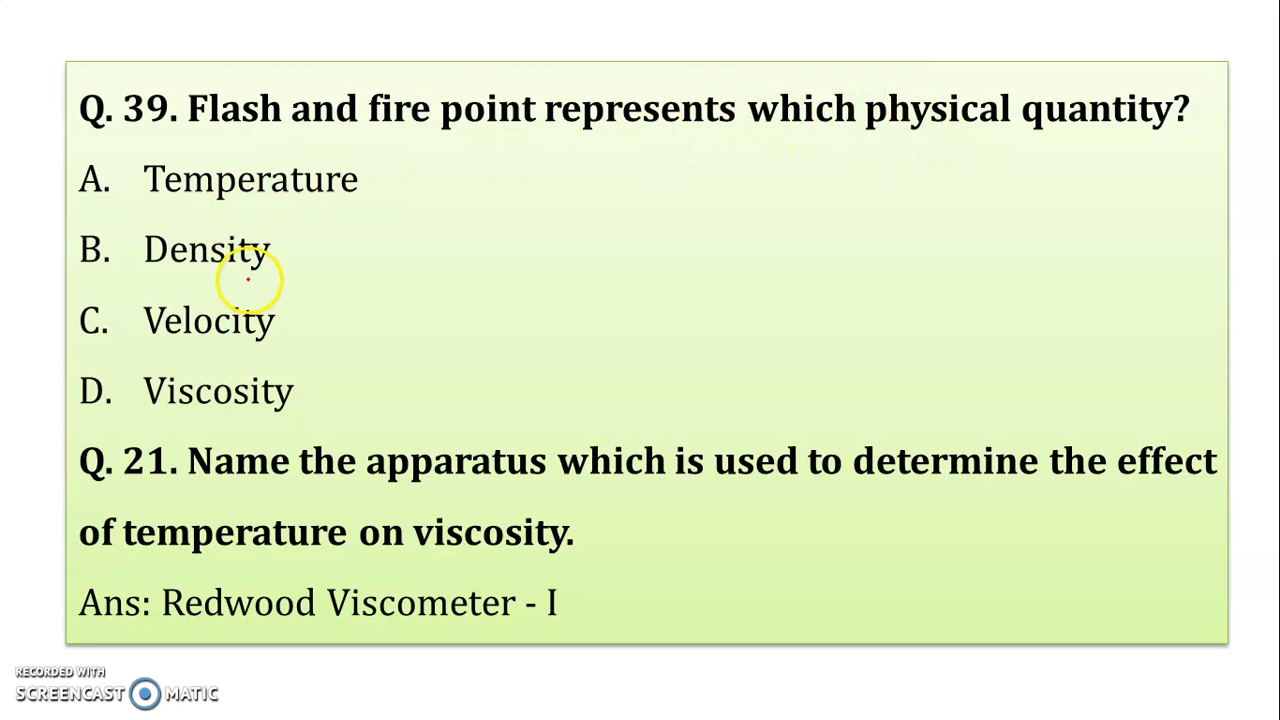 Q. 39. Flash and fire point represents which physical quantity?
A. Temperature
B. Density
C. Velocity
D. Viscosity
Q. 21. Name the apparatus which is used to determine the effect
of temperature on viscosity.
Ans: Redwood Viscometer - I
RECORDED WITH
SCREENCAST MATIC